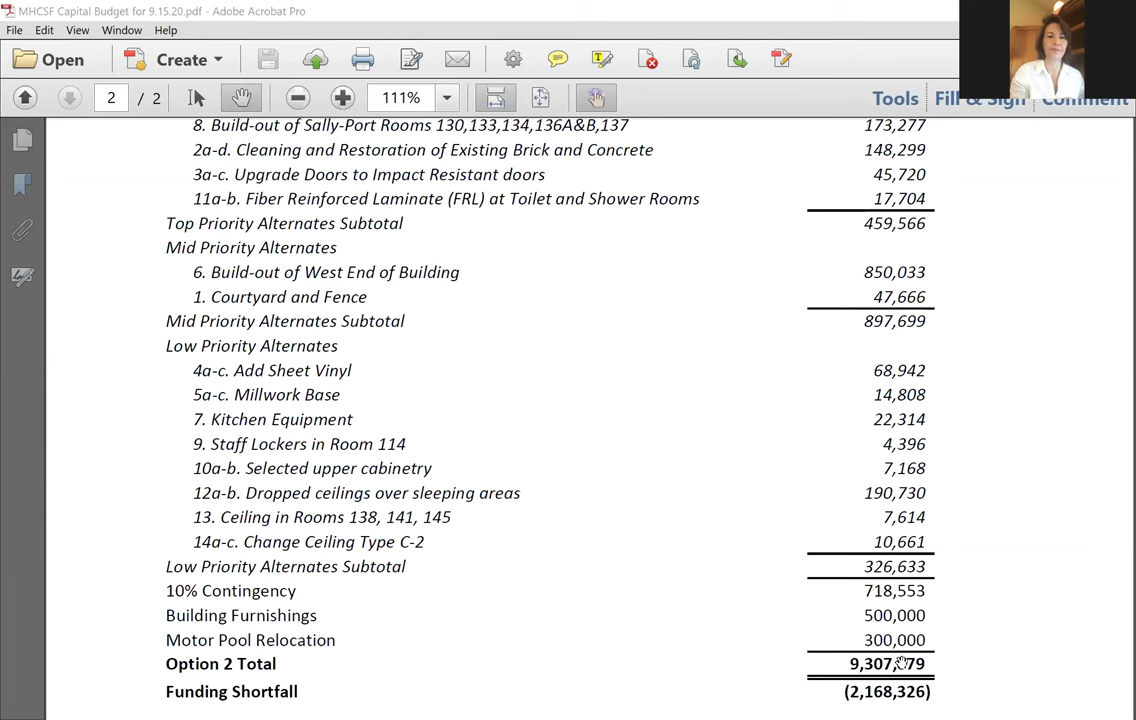 MHCSF Capital Budget for 9.15.20.pdf - Adobe Acrobat Pro
File Edit View Window Help
Open Create
2 / 2 111% Tools Fill & Sign Comment
8. Build-out of Sally-Port Rooms 130,133,134,136A&B,137 173,277
2a-d. Cleaning and Restoration of Existing Brick and Concrete 148,299
3a-c. Upgrade Doors to Impact Resistant doors 45,720
11a-b. Fiber Reinforced Laminate (FRL) at Toilet and Shower Rooms 17,704
Top Priority Alternates Subtotal 459,566
Mid Priority Alternates
6. Build-out of West End of Building 850,033
1. Courtyard and Fence 47,666
Mid Priority Alternates Subtotal 897,699
Low Priority Alternates
4a-c. Add Sheet Vinyl 68,942
5a-c. Millwork Base 14,808
7. Kitchen Equipment 22,314
9. Staff Lockers in Room 114 4,396
10a-b. Selected upper cabinetry 7,168
12a-b. Dropped ceilings over sleeping areas 190,730
13. Ceiling in Rooms 138, 141, 145 7,614
14a-c. Change Ceiling Type C-2 10,661
Low Priority Alternates Subtotal 326,633
10% Contingency 718,553
Building Furnishings 500,000
Motor Pool Relocation 300,000
Option 2 Total
Funding Shortfall (2,168,326)